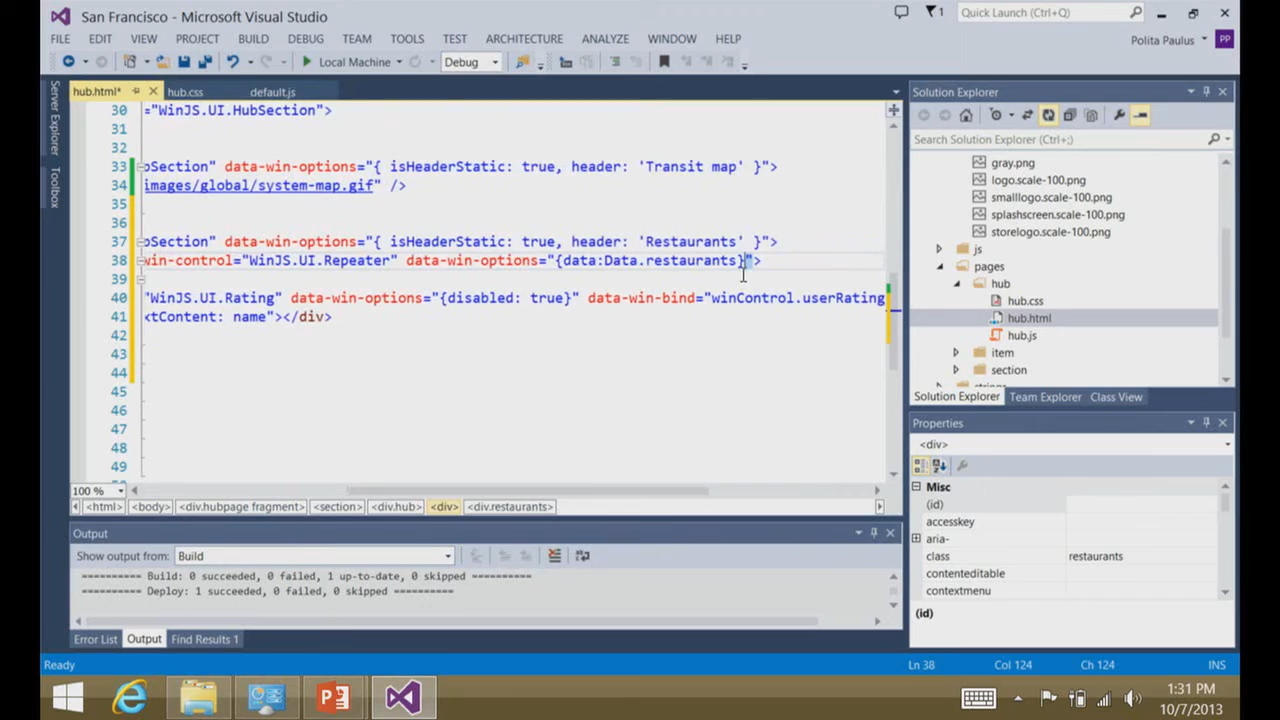 San Francisco - Microsoft Visual Studio
1
Quick Launch (Ctrl+Q)
FILE EDIT VIEW PROJECT BUILD DEBUG TEAM TOOLS TEST ARCHITECTURE ANALYZE WINDOW HELP
Polita Paulus
PP
Local Machine
Debug
hub.html*
hub.css
default.js
Server Explorer
Toolbox
30 ="WinJS.UI.HubSection">
31
32
33 bSection" data-win-options="{ isHeaderStatic: true, header: 'Transit map' }">
34 images/global/system-map.gif" />
35
36
37 bSection" data-win-options="{ isHeaderStatic: true, header: 'Restaurants' }">
38 win-control="WinJS.UI.Repeater" data-win-options="{data:Data.restaurants}">
39
40 "WinJS.UI.Rating" data-win-options="{disabled: true}" data-win-bind="winControl.userRating
41 xtContent: name"></div>
42
43
44
45
46
47
48
49
100 %
<html> <body> <div.hubpage fragment> <section> <div.hub> <div> <div.restaurants>
Output
Show output from: Build
========== Build: 0 succeeded, 0 failed, 1 up-to-date, 0 skipped ==========
========== Deploy: 1 succeeded, 0 failed, 0 skipped ==========
Error List Output Find Results 1
Solution Explorer
Search Solution Explorer (Ctrl+;)
gray.png
logo.scale-100.png
smalllogo.scale-100.png
splashscreen.scale-100.png
storelogo.scale-100.png
js
pages
hub
hub.css
hub.html
hub.js
item
section
Solution Explorer Team Explorer Class View
Properties
<div>
Misc
(id)
accesskey
aria-
class restaurants
contenteditable
contextmenu
(id)
Ready
Ln 38 Col 124 Ch 124 INS
1:31 PM
10/7/2013